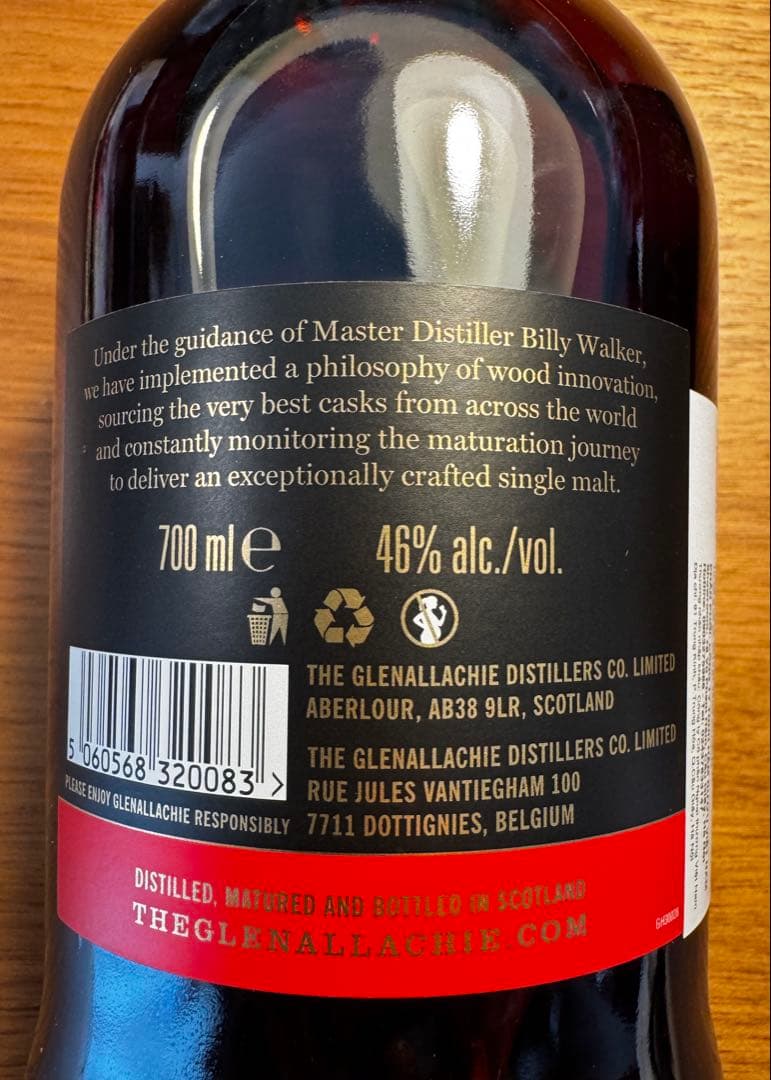 Under the guidance of Master Distiller Billy Walker,
we have implemented a philosophy of wood innovation,
sourcing the very best casks from across the world
and constantly monitoring the maturation journey
to deliver an exceptionally crafted single malt.
700 ml ℮ 46% alc./vol.
THE GLENALLACHIE DISTILLERS CO. LIMITED
ABERLOUR, AB38 9LR, SCOTLAND
THE GLENALLACHIE DISTILLERS CO. LIMITED
RUE JULES VANTIEGHAM 100
7711 DOTTIGNIES, BELGIUM
5 060568 320083 >
PLEASE ENJOY GLENALLACHIE RESPONSIBLY
DISTILLED, MATURED AND BOTTLED IN SCOTLAND
THEGLENALLACHIE.COM